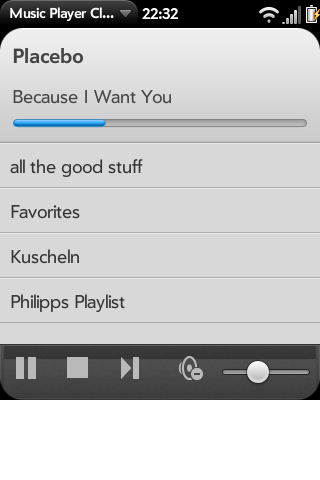 Music Player Cl... 22:32
Placebo
Because I Want You
all the good stuff
Favorites
Kuscheln
Philipps Playlist